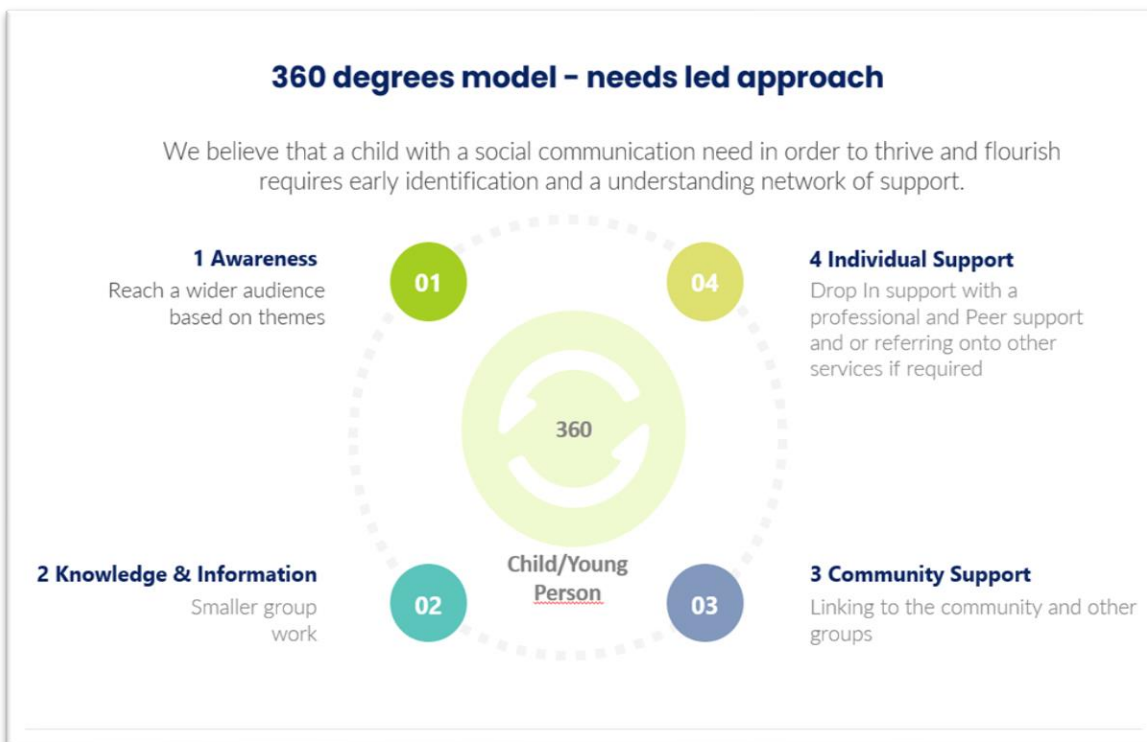 360 degrees model – needs led approach
We believe that a child with a social communication need in order to thrive and flourish
requires early identification and a understanding network of support.
1 Awareness
Reach a wider audience
based on themes
01
04
4 Individual Support
Drop In support with a
professional and Peer support
and or referring onto other
services if required
360
2 Knowledge & Information
Smaller group
work
02
Child/Young
Person
03
3 Community Support
Linking to the community and other
groups